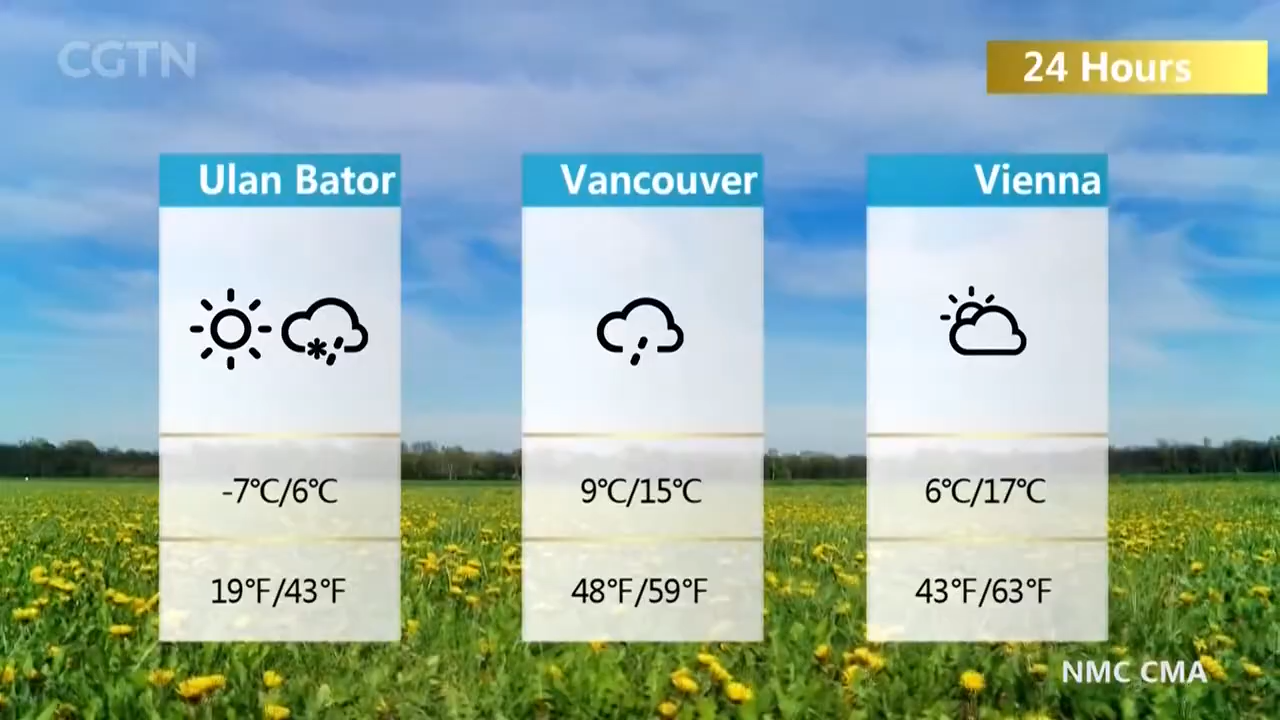 CGTN
24 Hours
Ulan Bator
-7℃/6℃
19℉/43℉
Vancouver
9℃/15℃
48℉/59℉
Vienna
6℃/17℃
43℉/63℉
NMC CMA